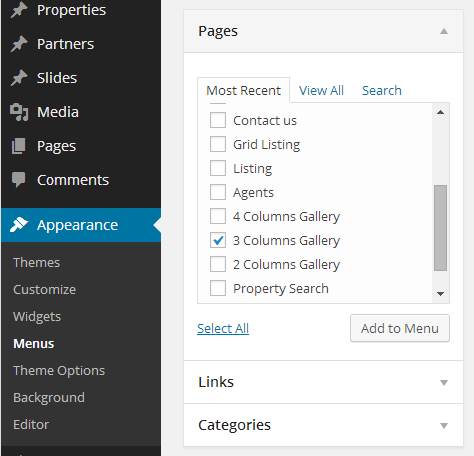 Properties
Partners
Slides
Media
Pages
Comments
Appearance
Themes
Customize
Widgets
Menus
Theme Options
Background
Editor
Pages
Most Recent View All Search
Contact us
Grid Listing
Listing
Agents
4 Columns Gallery
3 Columns Gallery
2 Columns Gallery
Property Search
Select All Add to Menu
Links
Categories